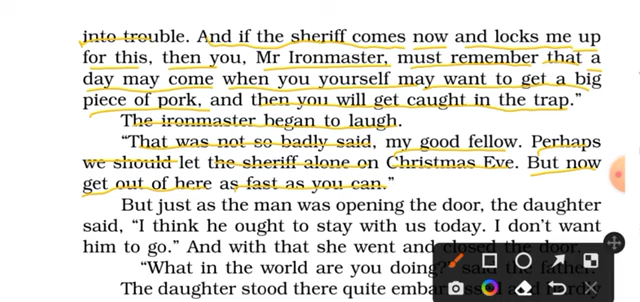 into trouble. And if the sheriff comes now and locks me up
for this, then you, Mr Ironmaster, must remember that a
day may come when you yourself may want to get a big
piece of pork, and then you will get caught in the trap.”
The ironmaster began to laugh.
“That was not so badly said, my good fellow. Perhaps
we should let the sheriff alone on Christmas Eve. But now
get out of here as fast as you can.”
But just as the man was opening the door, the daughter
said, “I think he ought to stay with us today. I don’t want
him to go.” And with that she went and closed the door.
“What in the world are you doing?” said the father.
The daughter stood there quite